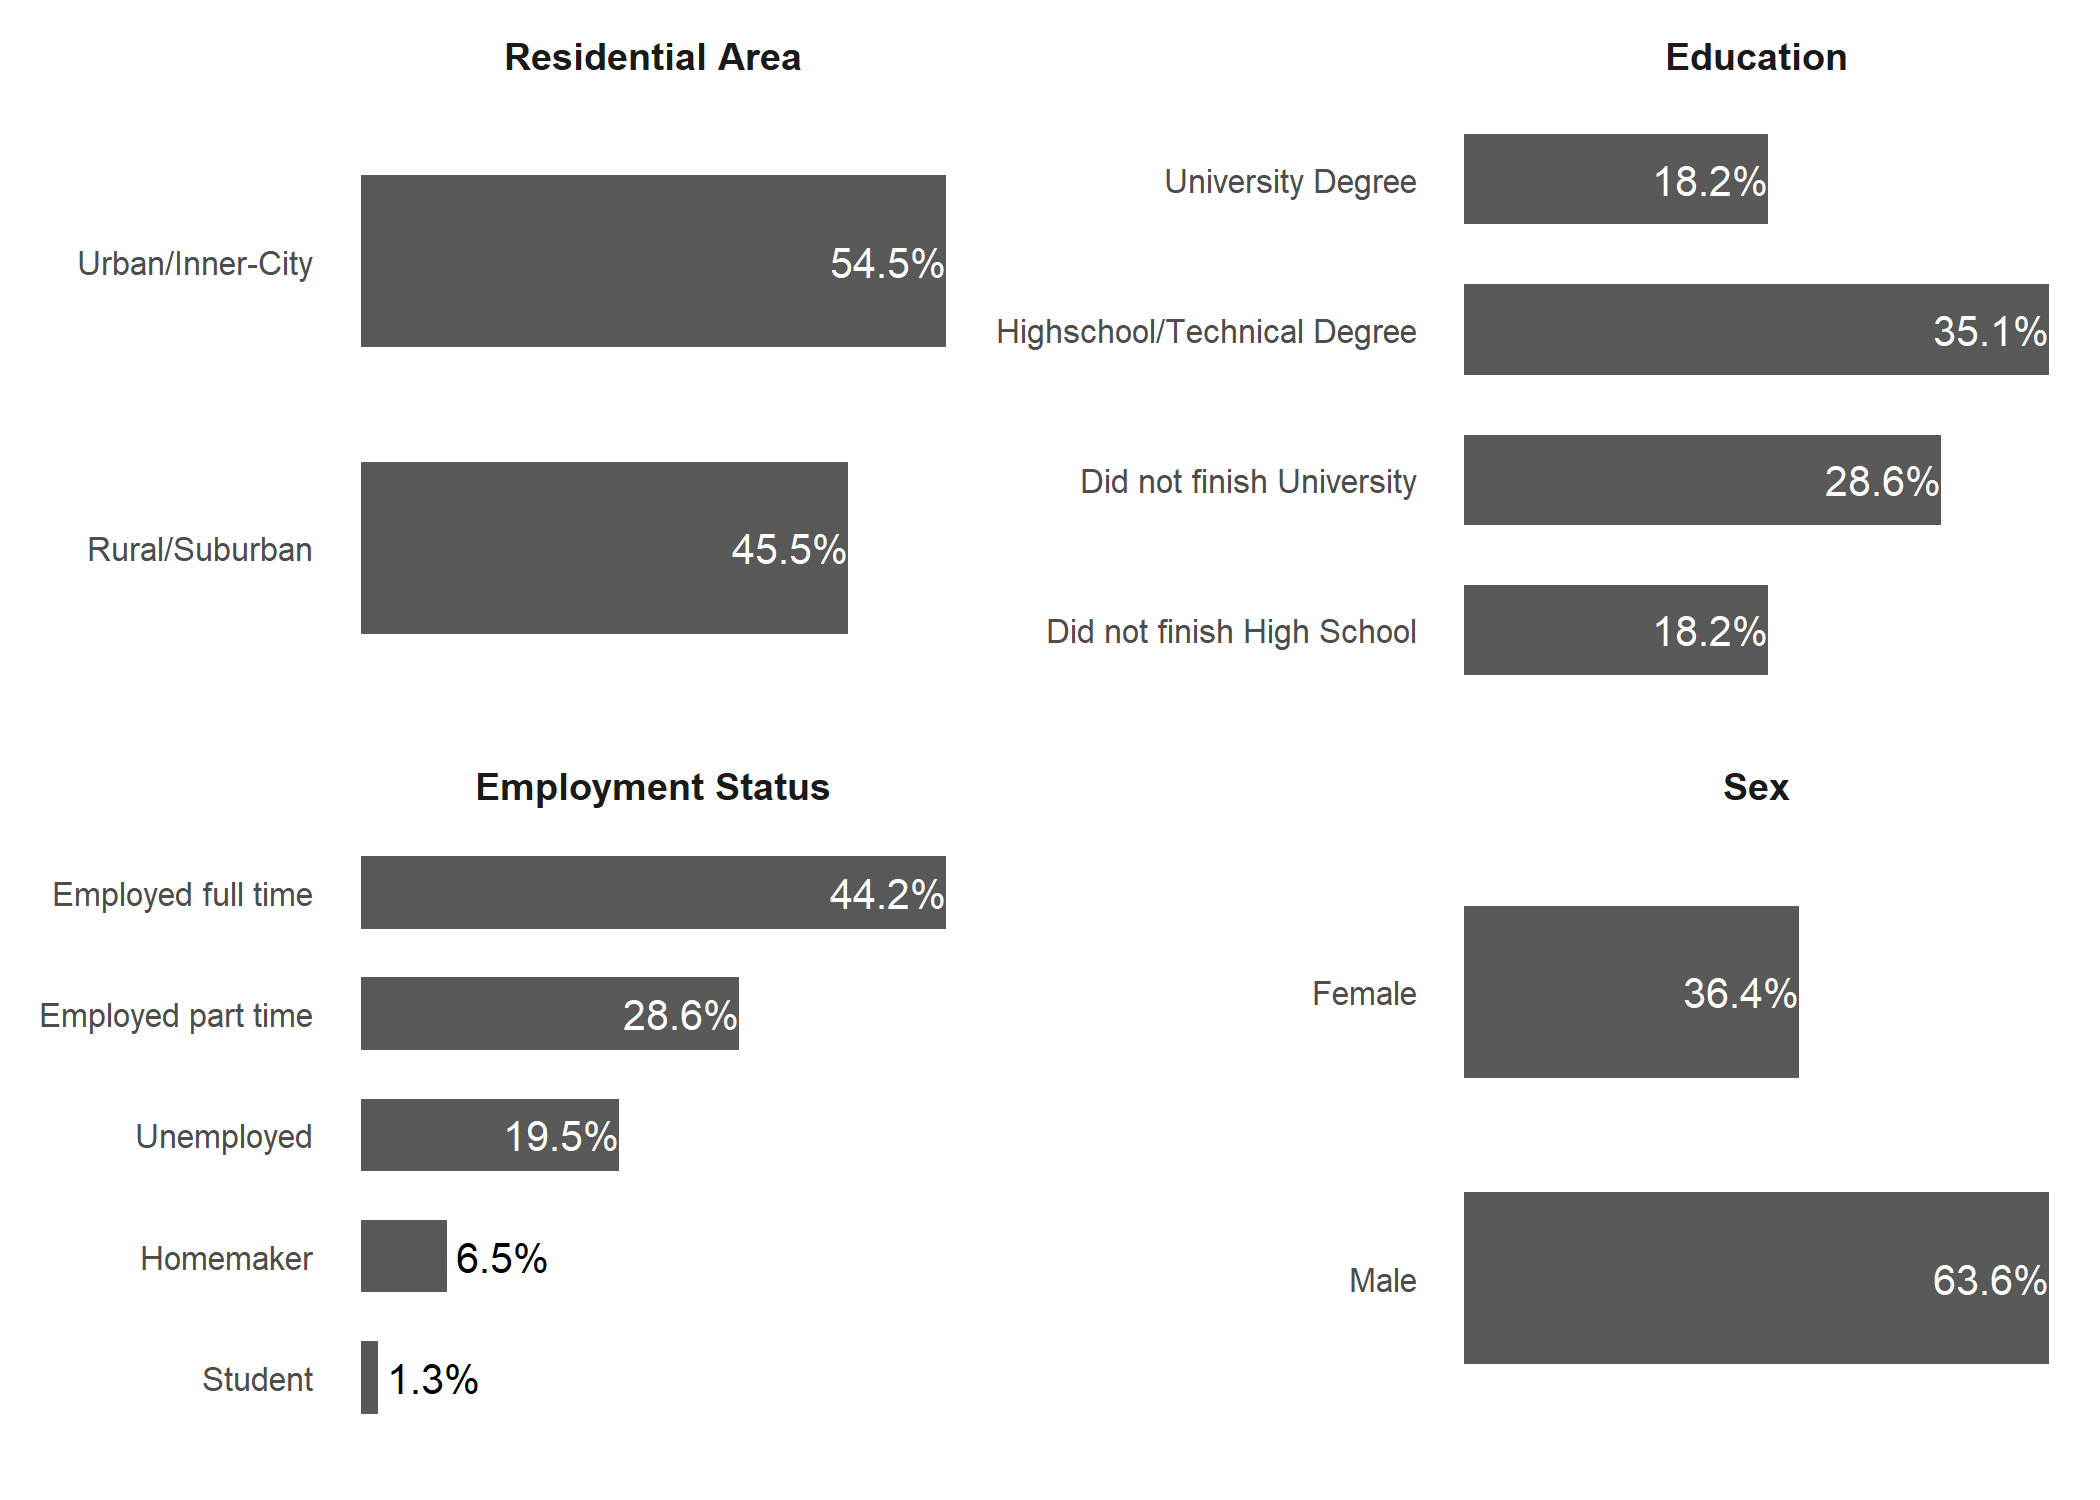 Residential Area
Urban/Inner-City
54.5%
Rural/Suburban
45.5%
Education
University Degree
18.2%
Highschool/Technical Degree
35.1%
Did not finish University
28.6%
Did not finish High School
18.2%
Employment Status
Employed full time
44.2%
Employed part time
28.6%
Unemployed
19.5%
Homemaker
6.5%
Student
1.3%
Sex
Female
36.4%
Male
63.6%